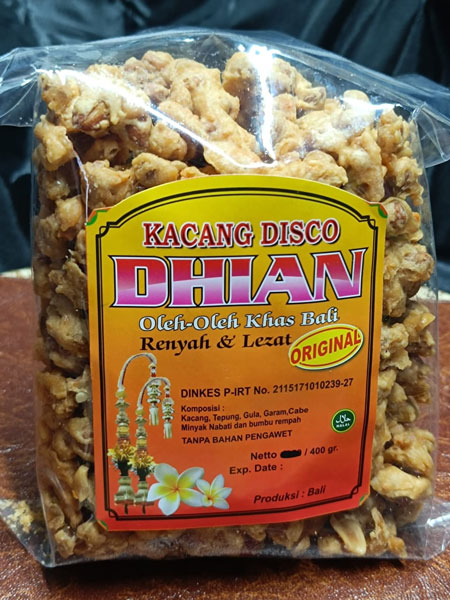 KACANG DISCO
DHIAN
Oleh-Oleh Khas Bali
Renyah & Lezat
ORIGINAL
DINKES P-IRT No. 2115171010239-27
Komposisi :
Kacang, Tepung, Gula, Garam,Cabe
Minyak Nabati dan bumbu rempah
TANPA BAHAN PENGAWET
حلال
HALAL
Netto / 400 gr.
Exp. Date :
Produksi : Bali